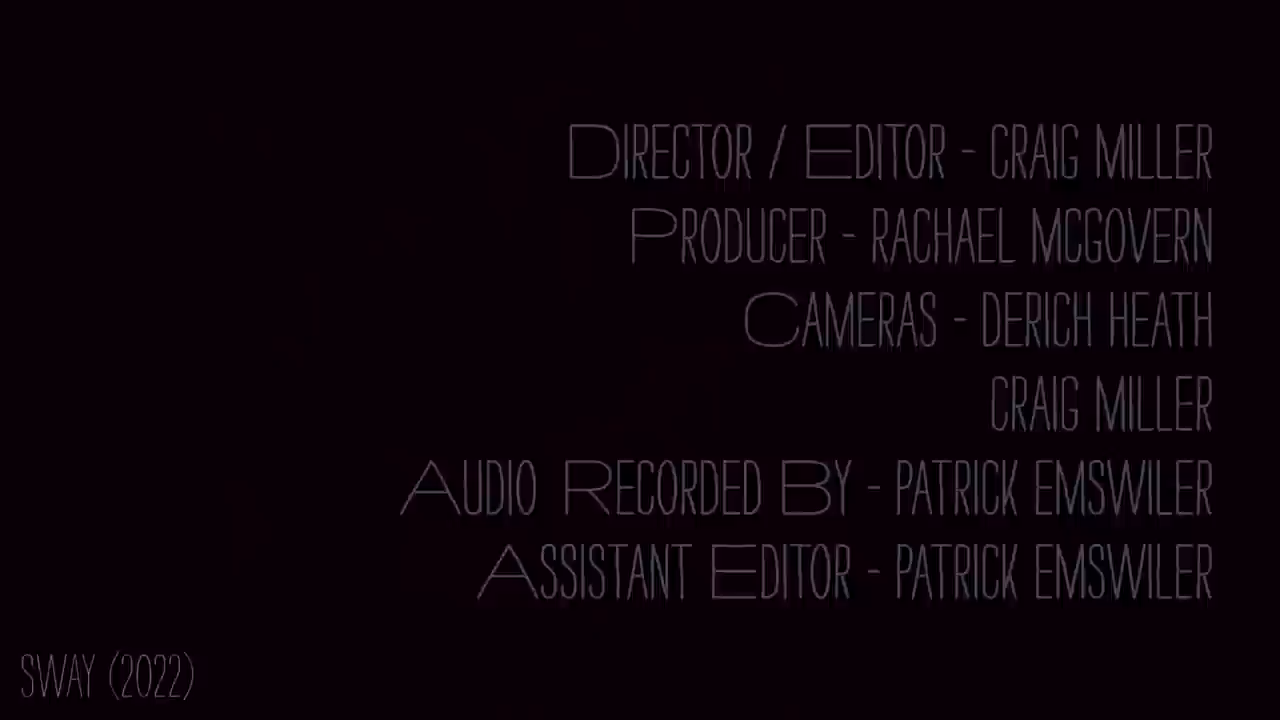 DIRECTOR / EDITOR - CRAIG MILLER
PRODUCER - RACHAEL MCGOVERN
CAMERAS - DERICH HEATH
CRAIG MILLER
AUDIO RECORDED BY - PATRICK EMSWILER
ASSISTANT EDITOR - PATRICK EMSWILER
SWAY (2022)